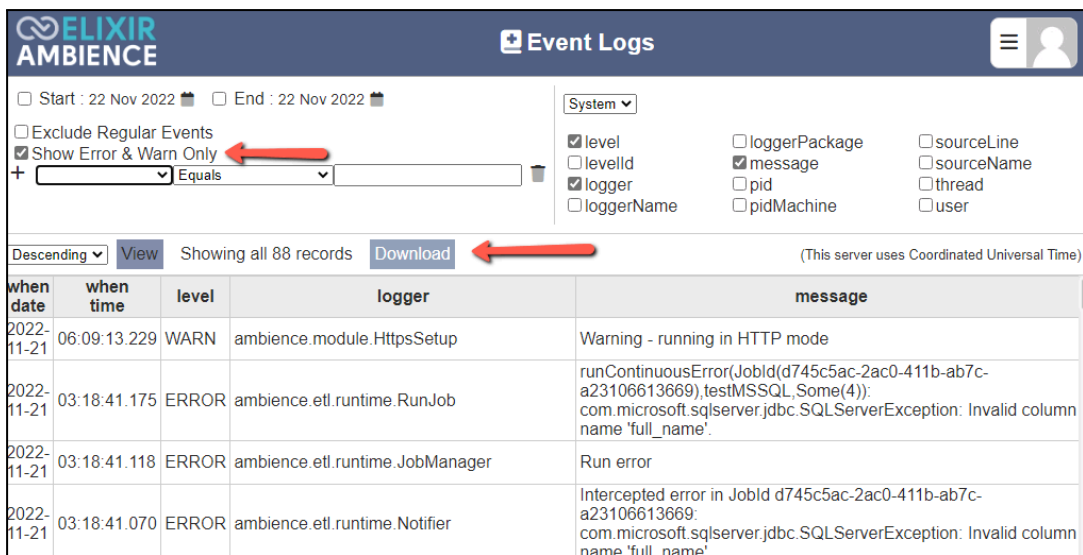 ELIXIR
AMBIENCE
Event Logs
Start : 22 Nov 2022 End : 22 Nov 2022
Exclude Regular Events
Show Error & Warn Only
+ Equals
System
level loggerPackage sourceLine
levelId message sourceName
logger pid thread
loggerName pidMachine user
Descending View Showing all 88 records Download (This server uses Coordinated Universal Time)
when date when time level logger message
2022-11-21 06:09:13.229 WARN ambience.module.HttpsSetup Warning - running in HTTP mode
2022-11-21 03:18:41.175 ERROR ambience.etl.runtime.RunJob
runContinuousError(JobId(d745c5ac-2ac0-411b-ab7c-
a23106613669),testMSSQL,Some(4)):
com.microsoft.sqlserver.jdbc.SQLServerException: Invalid column
name 'full_name'.
2022-11-21 03:18:41.118 ERROR ambience.etl.runtime.JobManager Run error
2022-11-21 03:18:41.070 ERROR ambience.etl.runtime.Notifier
Intercepted error in JobId d745c5ac-2ac0-411b-ab7c-
a23106613669:
com.microsoft.sqlserver.jdbc.SQLServerException: Invalid column
name 'full_name'